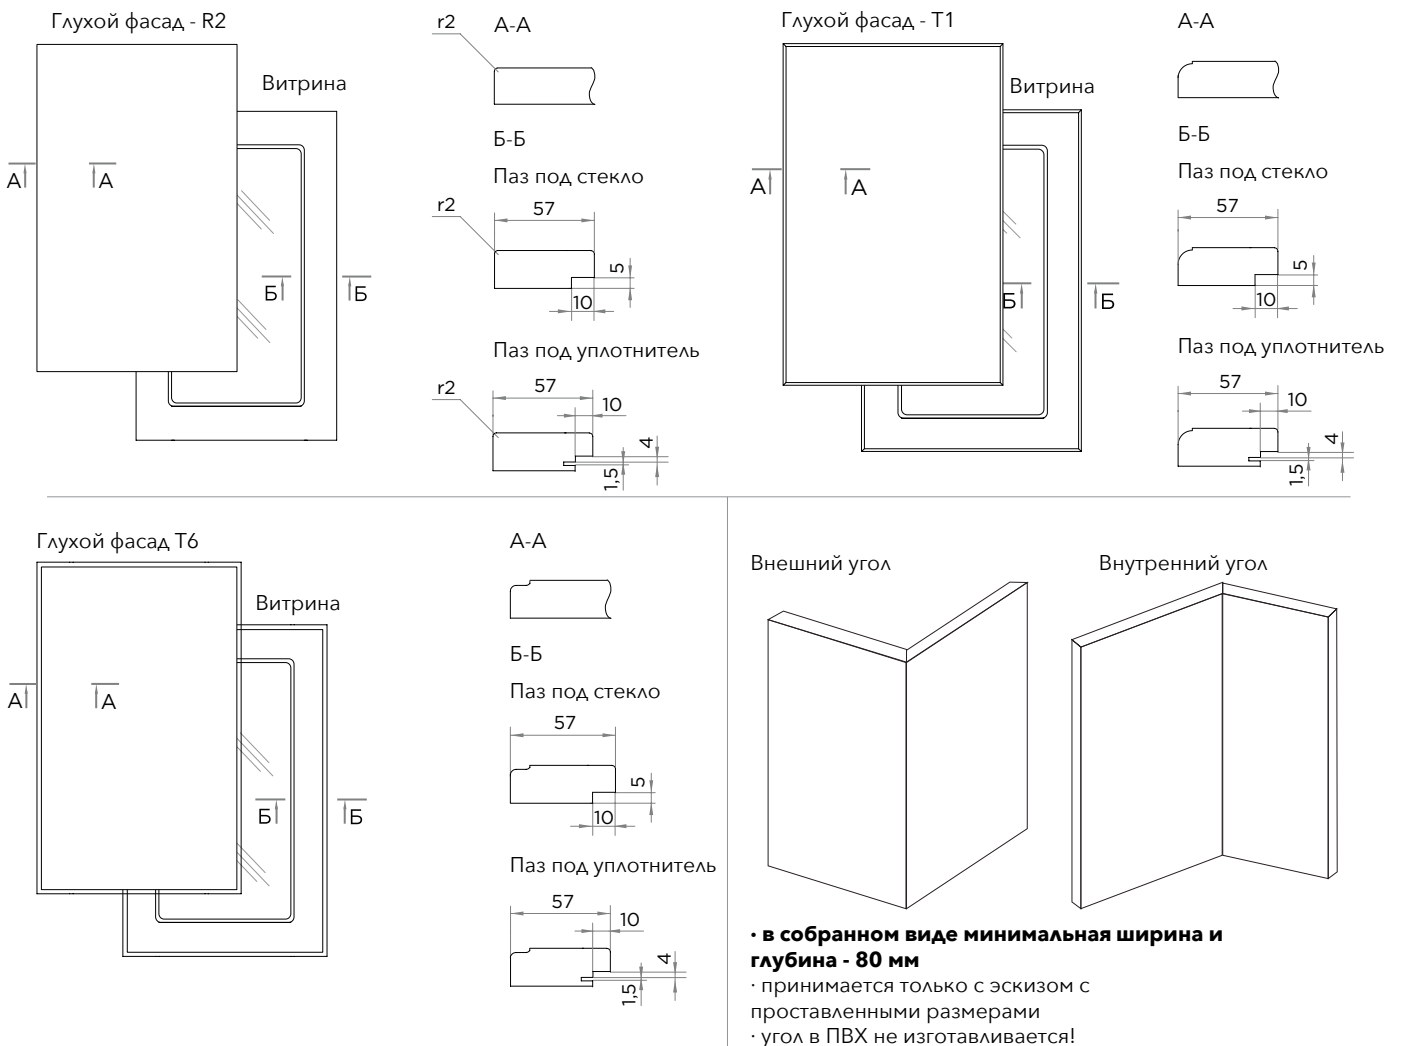 Глухой фасад - R2
Витрина
А
А
Б
Б
r2
А-А
Б-Б
Паз под стекло
r2
57
5
10
Паз под уплотнитель
r2
57
10
4
1,5
Глухой фасад - Т1
Витрина
А
А
Б
Б
А-А
Б-Б
Паз под стекло
57
5
10
Паз под уплотнитель
57
10
4
1,5
Глухой фасад Т6
Витрина
А
А
Б
Б
А-А
Б-Б
Паз под стекло
57
5
10
Паз под уплотнитель
57
10
4
1,5
Внешний угол
Внутренний угол
· в собранном виде минимальная ширина и
глубина - 80 мм
· принимается только с эскизом с
проставленными размерами
· угол в ПВХ не изготавливается!